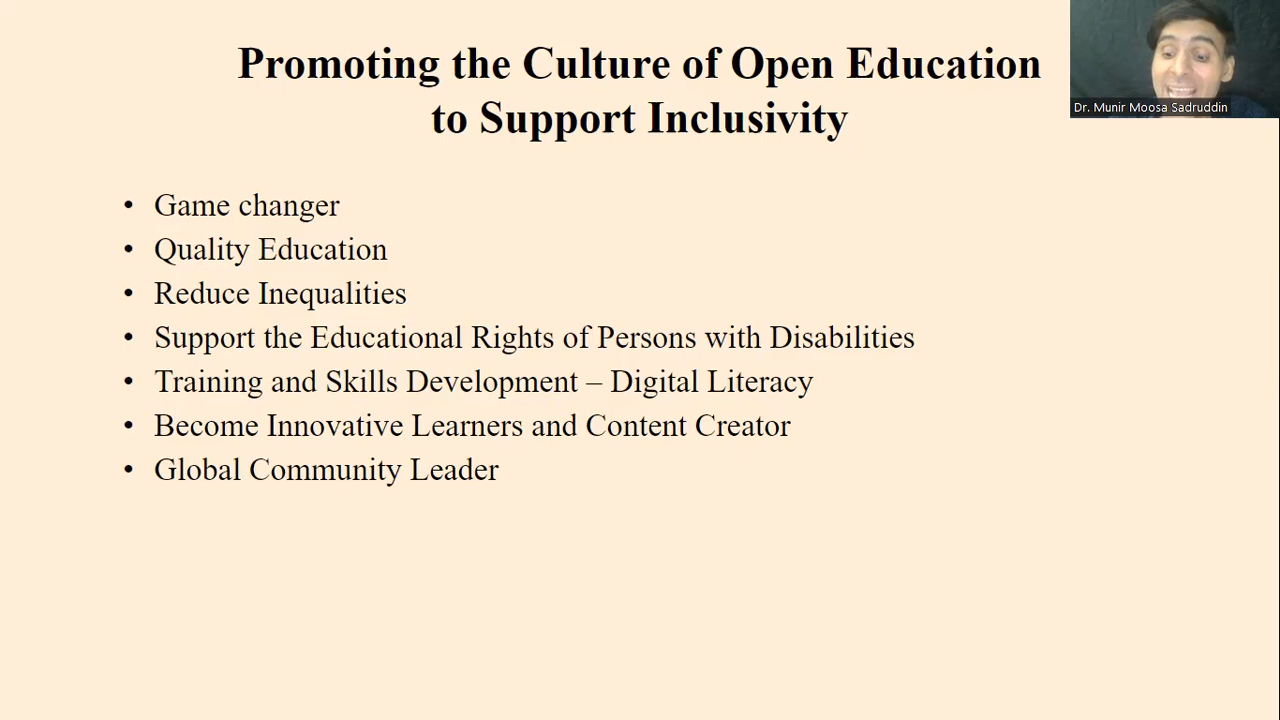 Promoting the Culture of Open Education
to Support Inclusivity
Dr. Munir Moosa Sadruddin
• Game changer
• Quality Education
• Reduce Inequalities
• Support the Educational Rights of Persons with Disabilities
• Training and Skills Development – Digital Literacy
• Become Innovative Learners and Content Creator
• Global Community Leader